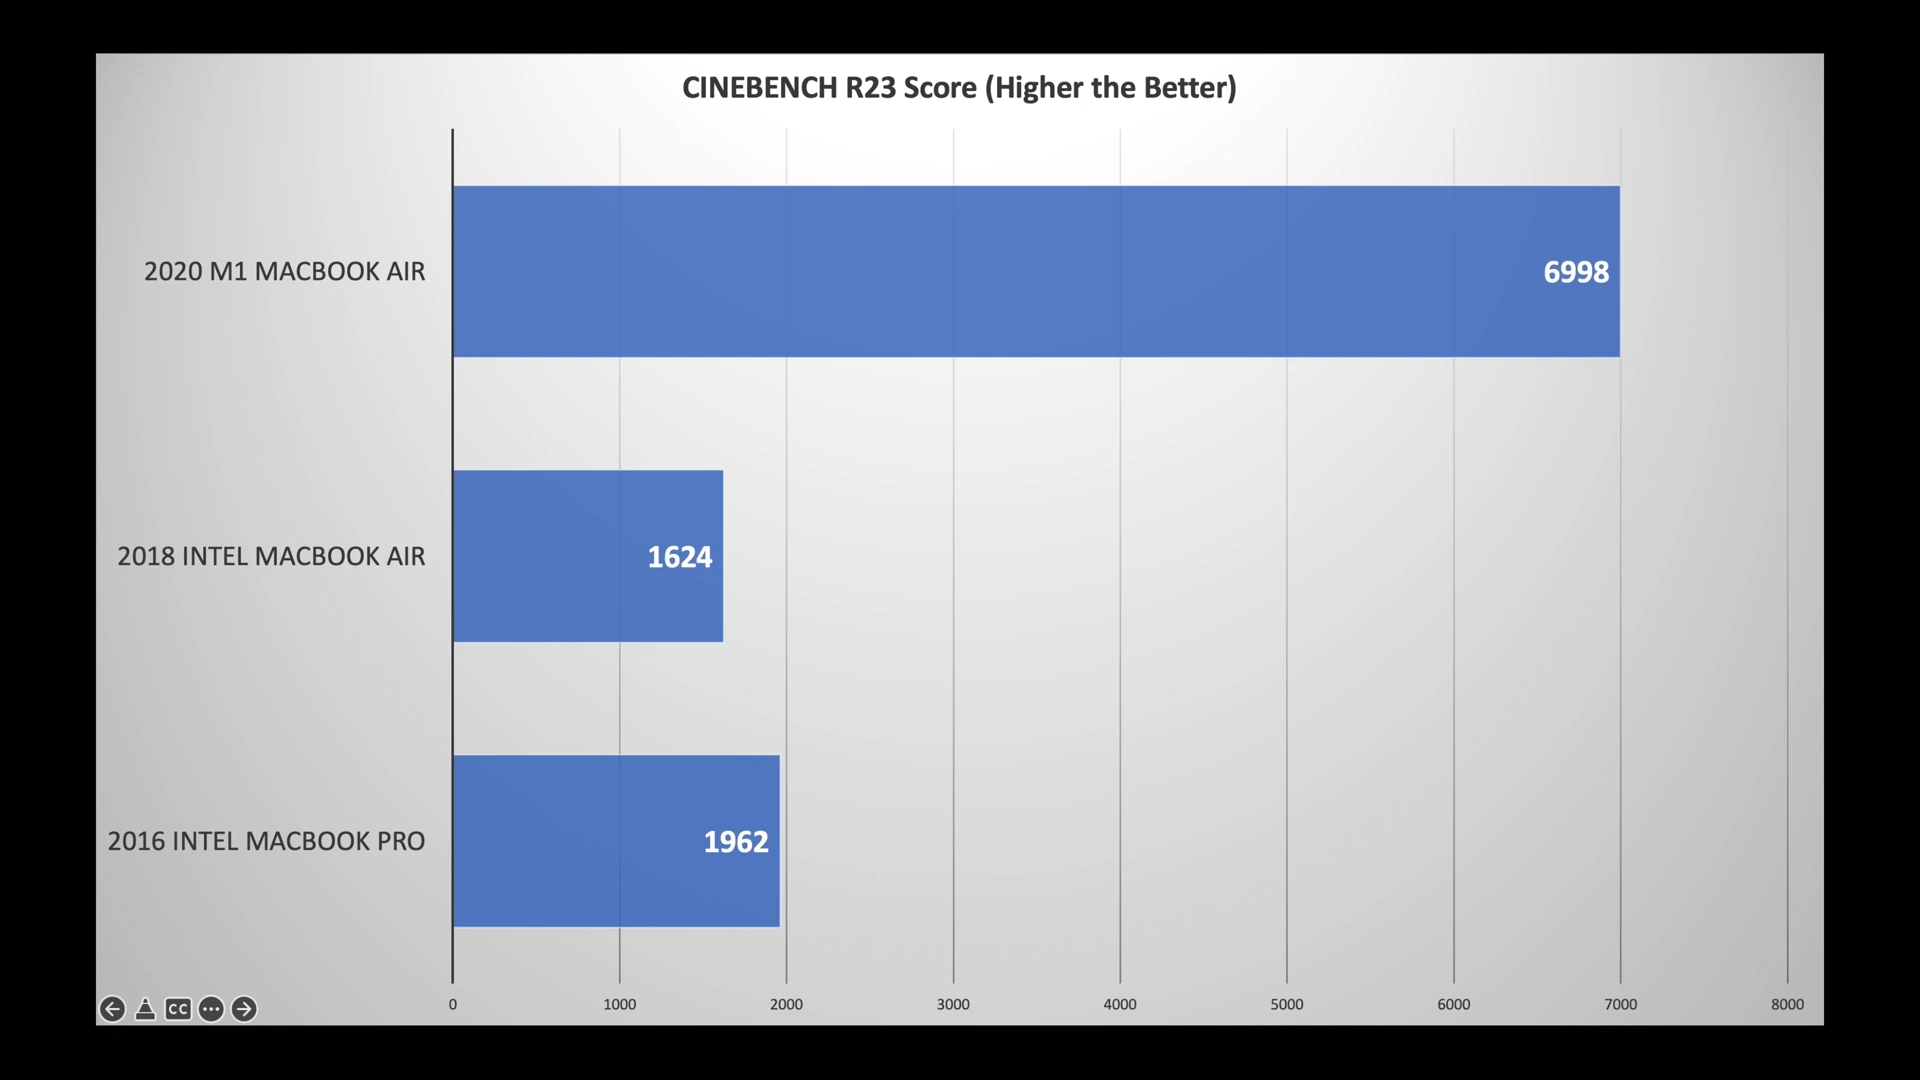 CINEBENCH R23 Score (Higher the Better)
2020 M1 MACBOOK AIR
6998
2018 INTEL MACBOOK AIR
1624
2016 INTEL MACBOOK PRO
1962
0 1000 2000 3000 4000 5000 6000 7000 8000
CC